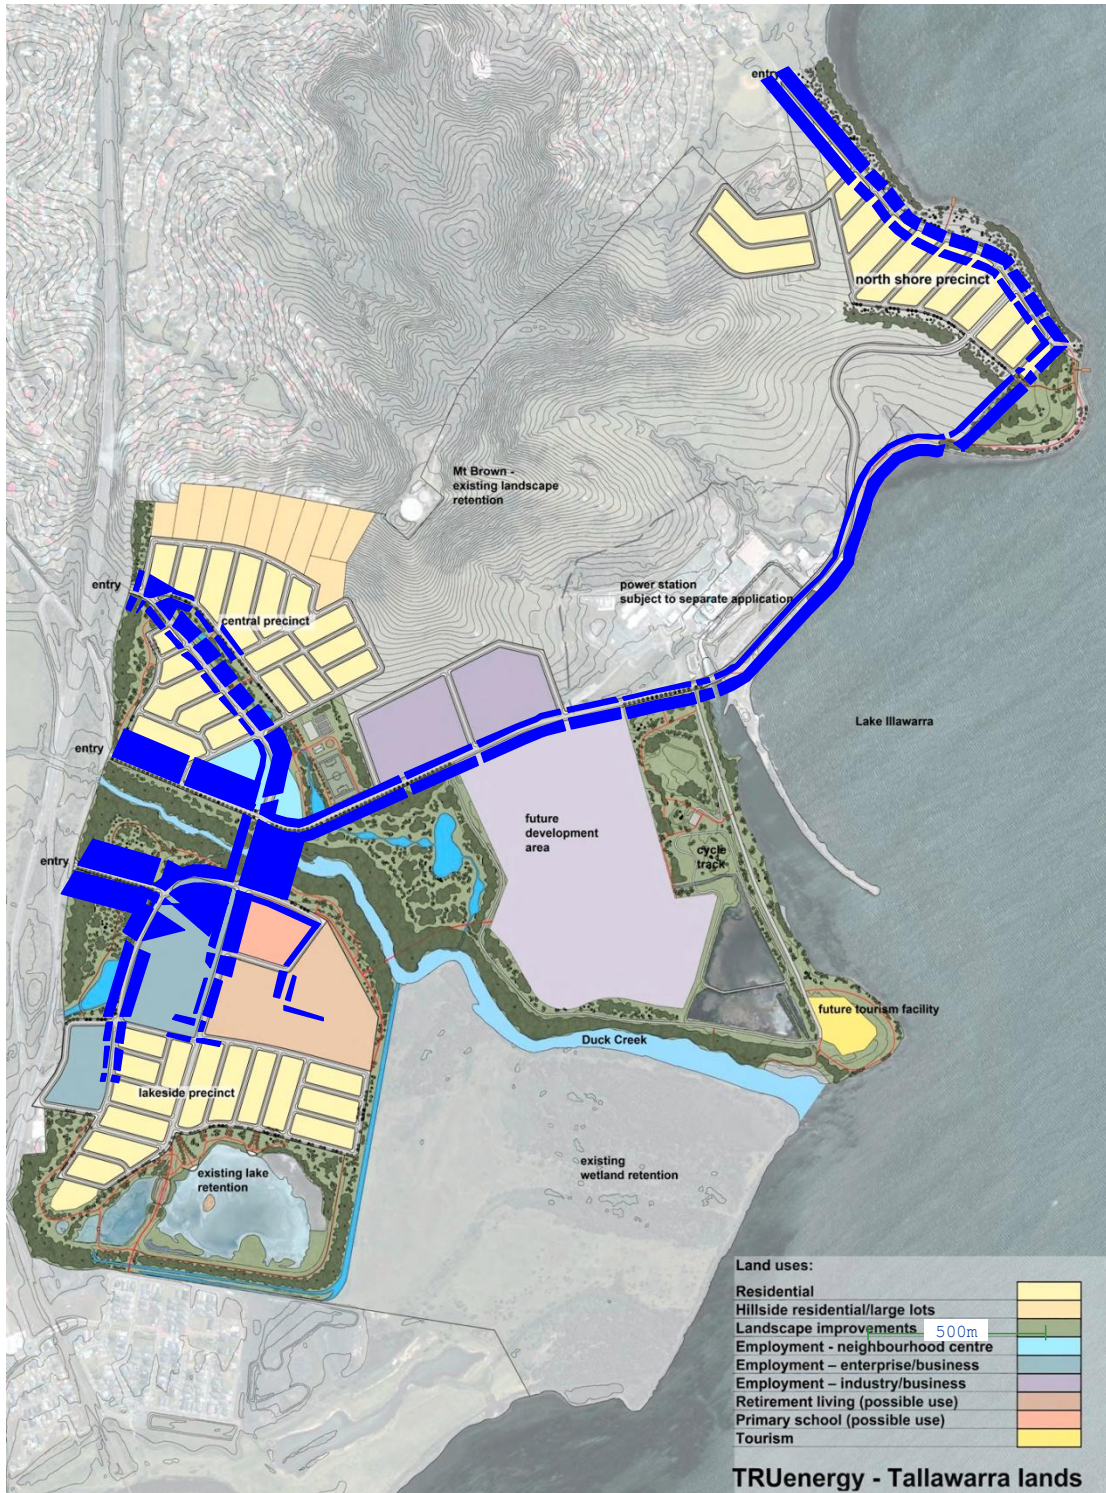 entry
north shore precinct
Mt Brown -
existing landscape
retention
entry
power station
subject to separate application
central precinct
Lake Illawarra
entry
future
development
area
cycle
track
entry
future tourism facility
Duck Creek
lakeside precinct
existing lake
retention
existing
wetland retention
Land uses:
Residential
Hillside residential/large lots
Landscape improvements
500m
Employment - neighbourhood centre
Employment – enterprise/business
Employment – industry/business
Retirement living (possible use)
Primary school (possible use)
Tourism
TRUenergy - Tallawarra lands